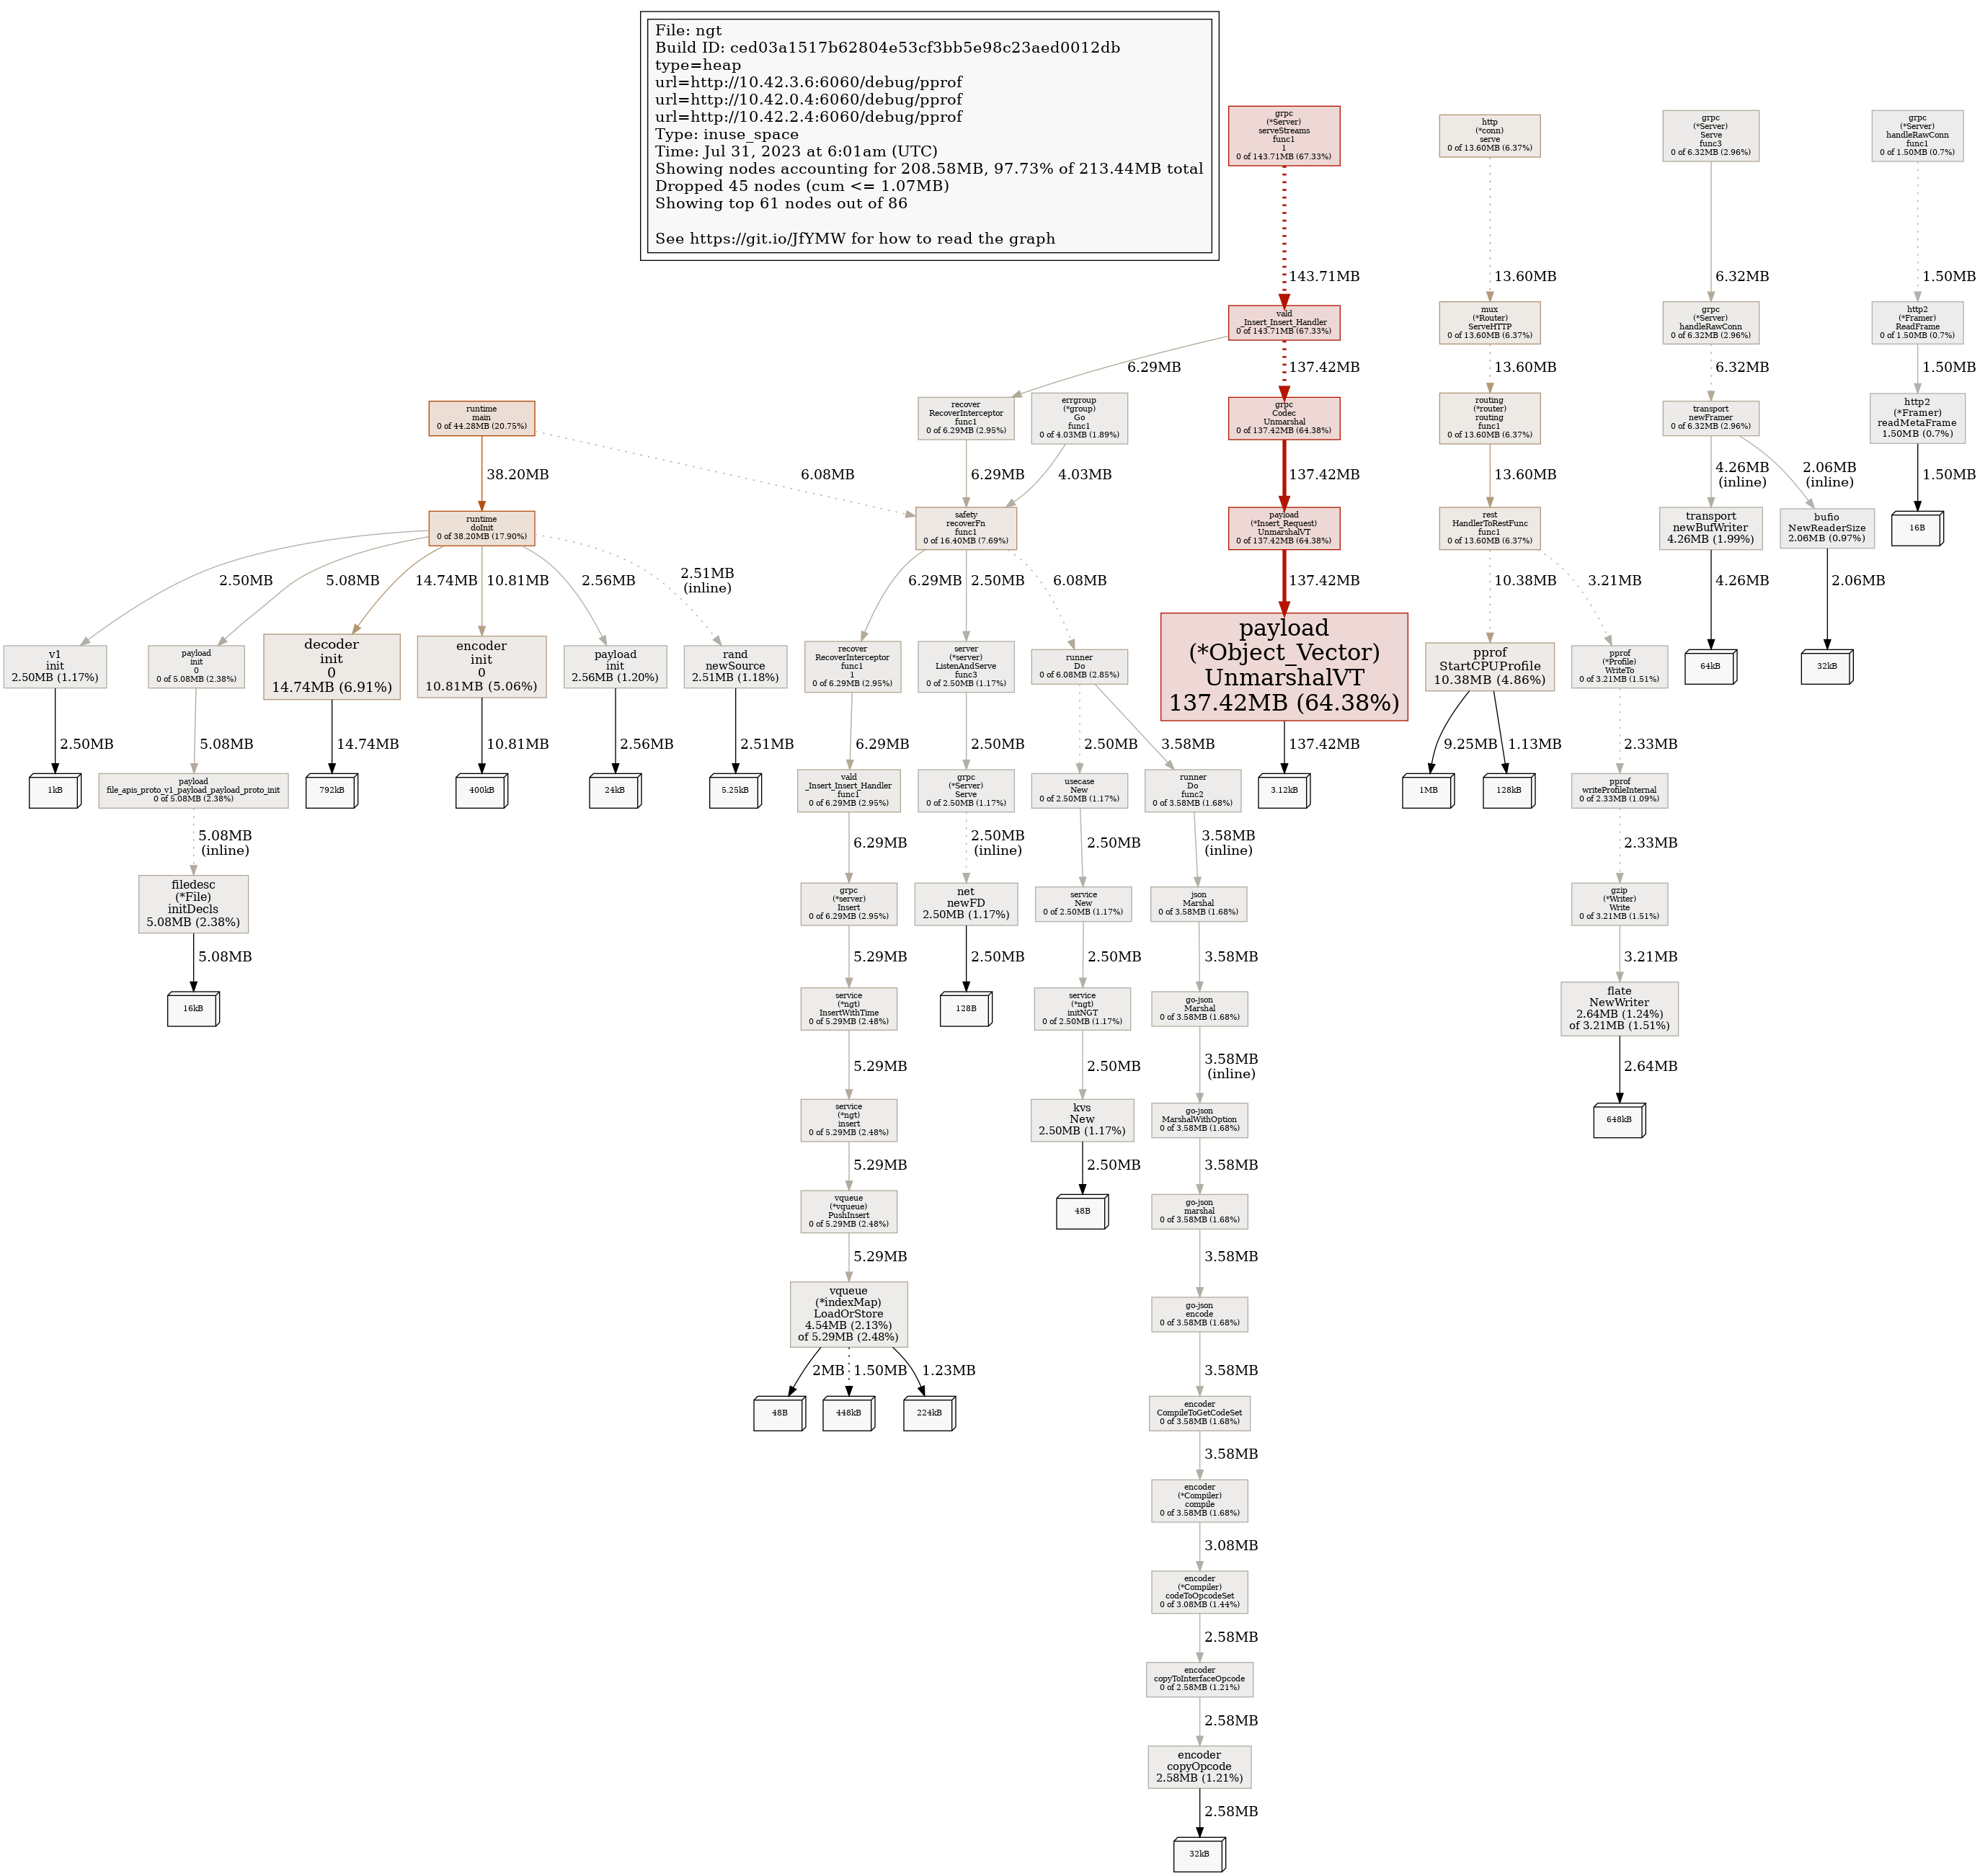 File: ngt
Build ID: ced03a1517b62804e53cf3bb5e98c23aed0012db
type=heap
url=http://10.42.3.6:6060/debug/pprof
url=http://10.42.0.4:6060/debug/pprof
url=http://10.42.2.4:6060/debug/pprof
Type: inuse_space
Time: Jul 31, 2023 at 6:01am (UTC)
Showing nodes accounting for 208.58MB, 97.73% of 213.44MB total
Dropped 45 nodes (cum <= 1.07MB)
Showing top 61 nodes out of 86
See https://git.io/JfYMW for how to read the graph
grpc
(*Server)
serveStreams
func1
1
0 of 143.71MB (67.33%)
http
(*conn)
serve
0 of 13.60MB (6.37%)
grpc
(*Server)
Serve
func3
0 of 6.32MB (2.96%)
grpc
(*Server)
handleRawConn
func1
0 of 1.50MB (0.7%)
143.71MB
13.60MB
6.32MB
1.50MB
vald
_Insert_Insert_Handler
0 of 143.71MB (67.33%)
mux
(*Router)
ServeHTTP
0 of 13.60MB (6.37%)
grpc
(*Server)
handleRawConn
0 of 6.32MB (2.96%)
http2
(*Framer)
ReadFrame
0 of 1.50MB (0.7%)
6.29MB
137.42MB
13.60MB
6.32MB
1.50MB
runtime
main
0 of 44.28MB (20.75%)
recover
RecoverInterceptor
func1
0 of 6.29MB (2.95%)
errgroup
(*group)
Go
func1
0 of 4.03MB (1.89%)
grpc
Codec
Unmarshal
0 of 137.42MB (64.38%)
routing
(*router)
routing
func1
0 of 13.60MB (6.37%)
transport
newFramer
0 of 6.32MB (2.96%)
http2
(*Framer)
readMetaFrame
1.50MB (0.7%)
38.20MB
6.08MB
6.29MB
4.03MB
137.42MB
13.60MB
4.26MB
(inline)
2.06MB
(inline)
1.50MB
runtime
doInit
0 of 38.20MB (17.90%)
safety
recoverFn
func1
0 of 16.40MB (7.69%)
payload
(*Insert_Request)
UnmarshalVT
0 of 137.42MB (64.38%)
rest
HandlerToRestFunc
func1
0 of 13.60MB (6.37%)
transport
newBufWriter
4.26MB (1.99%)
bufio
NewReaderSize
2.06MB (0.97%)
16B
2.50MB
5.08MB
14.74MB
10.81MB
2.56MB
2.51MB
(inline)
6.29MB
2.50MB
6.08MB
137.42MB
10.38MB
3.21MB
4.26MB
2.06MB
v1
init
2.50MB (1.17%)
payload
init
0
0 of 5.08MB (2.38%)
decoder
init
0
14.74MB (6.91%)
encoder
init
0
10.81MB (5.06%)
payload
init
2.56MB (1.20%)
rand
newSource
2.51MB (1.18%)
recover
RecoverInterceptor
func1
1
0 of 6.29MB (2.95%)
server
(*server)
ListenAndServe
func3
0 of 2.50MB (1.17%)
runner
Do
0 of 6.08MB (2.85%)
payload
(*Object_Vector)
UnmarshalVT
137.42MB (64.38%)
pprof
StartCPUProfile
10.38MB (4.86%)
pprof
(*Profile)
WriteTo
0 of 3.21MB (1.51%)
64kB
32kB
2.50MB
5.08MB
14.74MB
10.81MB
2.56MB
2.51MB
6.29MB
2.50MB
2.50MB
3.58MB
137.42MB
9.25MB
1.13MB
2.33MB
1kB
payload
file_apis_proto_v1_payload_payload_proto_init
0 of 5.08MB (2.38%)
792kB
400kB
24kB
5.25kB
vald
_Insert_Insert_Handler
func1
0 of 6.29MB (2.95%)
grpc
(*Server)
Serve
0 of 2.50MB (1.17%)
usecase
New
0 of 2.50MB (1.17%)
runner
Do
func2
0 of 3.58MB (1.68%)
3.12kB
1MB
128kB
pprof
writeProfileInternal
0 of 2.33MB (1.09%)
5.08MB
(inline)
6.29MB
2.50MB
(inline)
2.50MB
3.58MB
(inline)
2.33MB
filedesc
(*File)
initDecls
5.08MB (2.38%)
grpc
(*server)
Insert
0 of 6.29MB (2.95%)
net
newFD
2.50MB (1.17%)
service
New
0 of 2.50MB (1.17%)
json
Marshal
0 of 3.58MB (1.68%)
gzip
(*Writer)
Write
0 of 3.21MB (1.51%)
5.08MB
5.29MB
2.50MB
2.50MB
3.58MB
3.21MB
16kB
service
(*ngt)
InsertWithTime
0 of 5.29MB (2.48%)
128B
service
(*ngt)
initNGT
0 of 2.50MB (1.17%)
go-json
Marshal
0 of 3.58MB (1.68%)
flate
NewWriter
2.64MB (1.24%)
of 3.21MB (1.51%)
5.29MB
2.50MB
3.58MB
(inline)
2.64MB
service
(*ngt)
insert
0 of 5.29MB (2.48%)
kvs
New
2.50MB (1.17%)
go-json
MarshalWithOption
0 of 3.58MB (1.68%)
648kB
5.29MB
2.50MB
3.58MB
vqueue
(*vqueue)
PushInsert
0 of 5.29MB (2.48%)
48B
go-json
marshal
0 of 3.58MB (1.68%)
5.29MB
3.58MB
vqueue
(*indexMap)
LoadOrStore
4.54MB (2.13%)
of 5.29MB (2.48%)
go-json
encode
0 of 3.58MB (1.68%)
2MB
1.50MB
1.23MB
3.58MB
48B
448kB
224kB
encoder
CompileToGetCodeSet
0 of 3.58MB (1.68%)
3.58MB
encoder
(*Compiler)
compile
0 of 3.58MB (1.68%)
3.08MB
encoder
(*Compiler)
codeToOpcodeSet
0 of 3.08MB (1.44%)
2.58MB
encoder
copyToInterfaceOpcode
0 of 2.58MB (1.21%)
2.58MB
encoder
copyOpcode
2.58MB (1.21%)
2.58MB
32kB